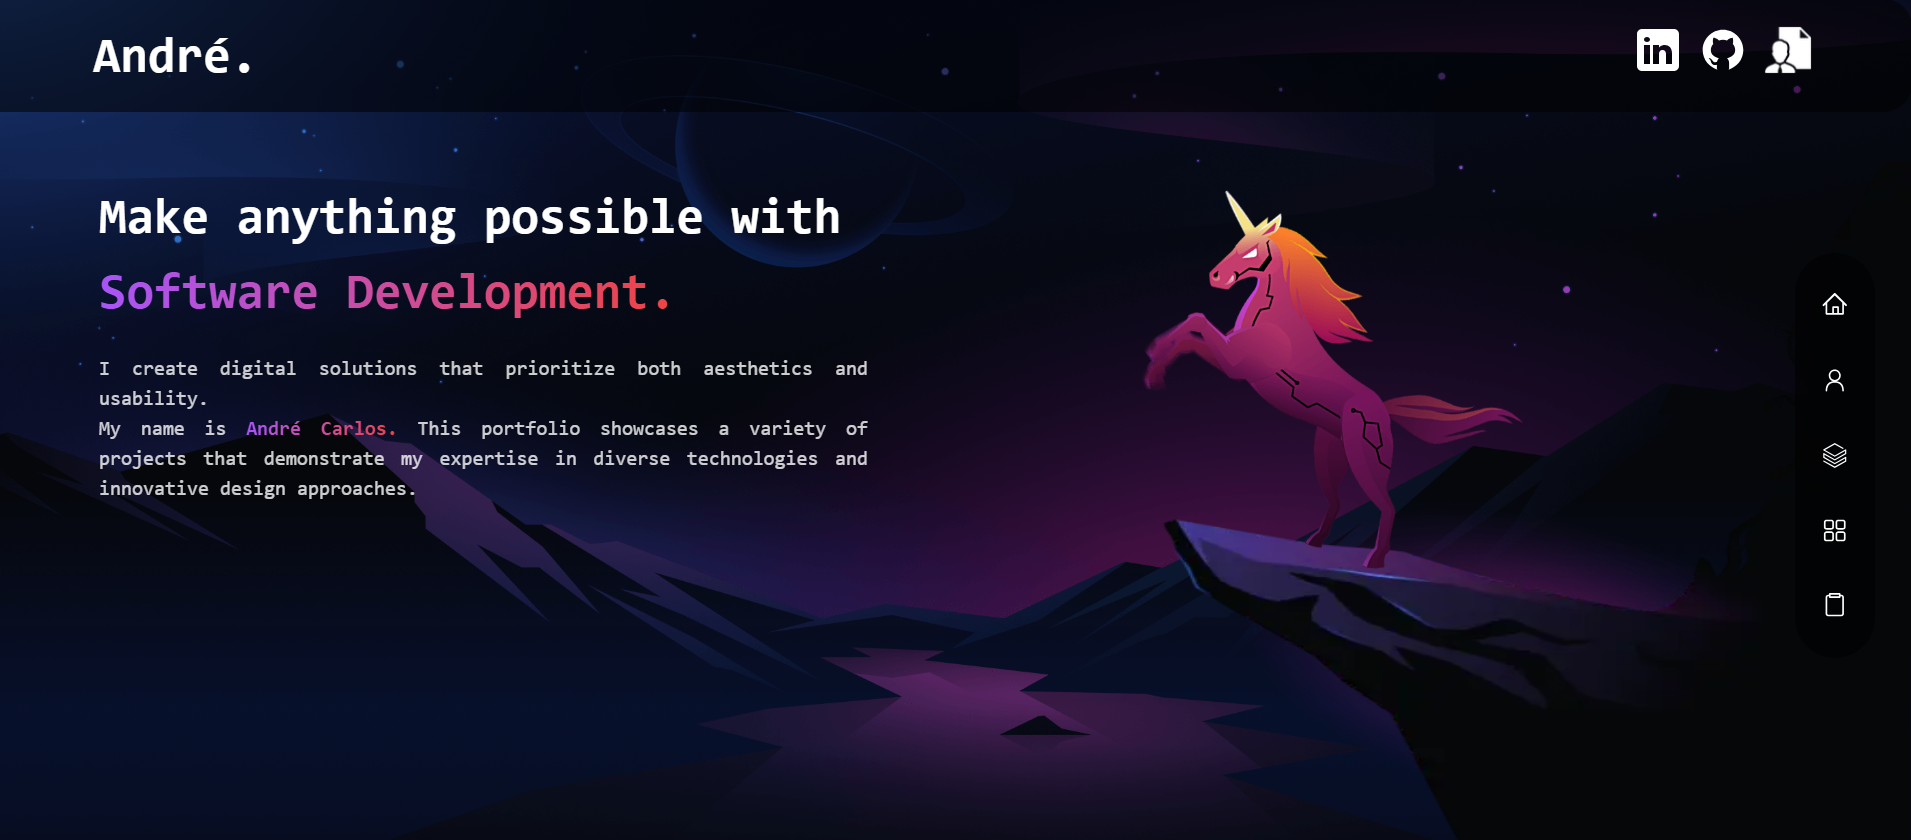 André.
in
Make anything possible with
Software Development.
I create digital solutions that prioritize both aesthetics and
usability.
My name is André Carlos. This portfolio showcases a variety of
projects that demonstrate my expertise in diverse technologies and
innovative design approaches.